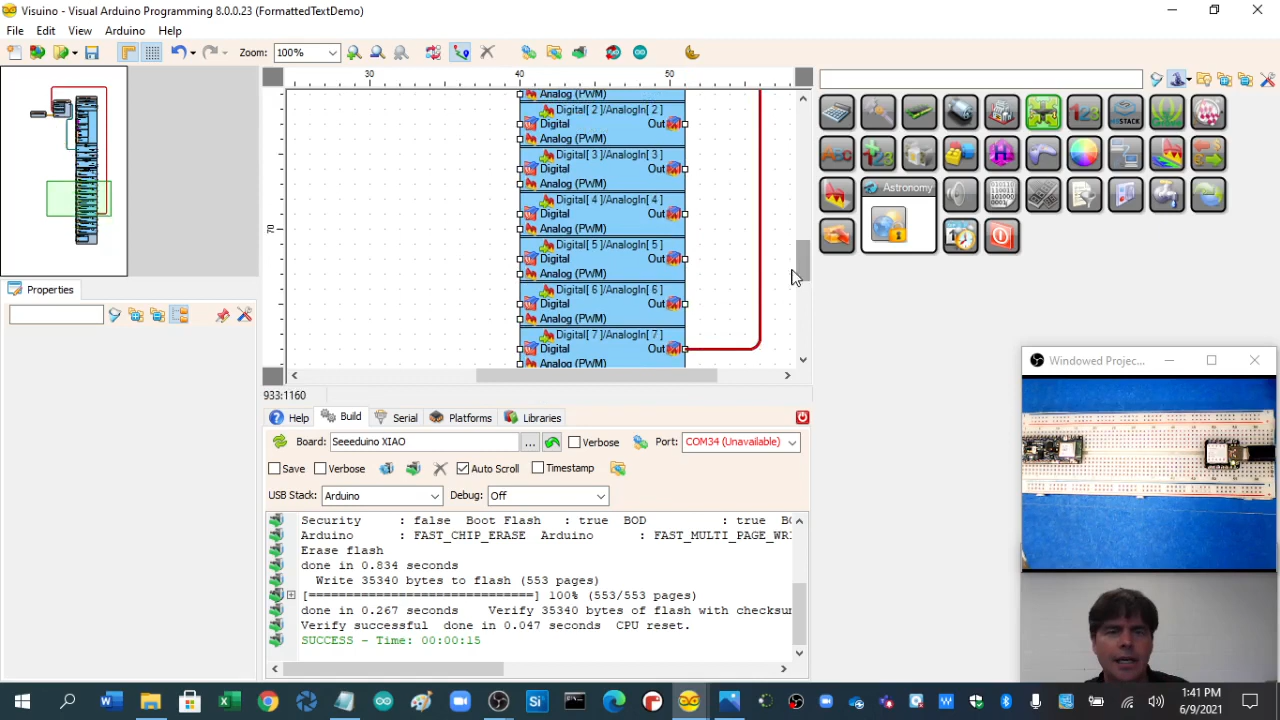 Visuino - Visual Arduino Programming 8.0.0.23 (FormattedTextDemo)
File Edit View Arduino Help
Zoom: 100%
30 40 50
70
Analog (PWM)
Digital[ 2 ]/AnalogIn[ 2 ]
Digital Out
Analog (PWM)
Digital[ 3 ]/AnalogIn[ 3 ]
Digital Out
Analog (PWM)
Digital[ 4 ]/AnalogIn[ 4 ]
Digital Out
Analog (PWM)
Digital[ 5 ]/AnalogIn[ 5 ]
Digital Out
Analog (PWM)
Digital[ 6 ]/AnalogIn[ 6 ]
Digital Out
Analog (PWM)
Digital[ 7 ]/AnalogIn[ 7 ]
Digital Out
Analog (PWM)
Astronomy
Properties
933:1160
Help Build Serial Platforms Libraries
Board: Seeeduino XIAO ... Verbose Port: COM34 (Unavailable)
Save Verbose Auto Scroll Timestamp
USB Stack: Arduino Debug: Off
Security : false Boot Flash : true BOD : true
Arduino : FAST_CHIP_ERASE Arduino : FAST_MULTI_PAGE_WRI
Erase flash
done in 0.834 seconds
Write 35340 bytes to flash (553 pages)
[==============================] 100% (553/553 pages)
done in 0.267 seconds Verify 35340 bytes of flash with checksum
Verify successful done in 0.047 seconds CPU reset.
SUCCESS - Time: 00:00:15
Windowed Projec...
1:41 PM
6/9/2021